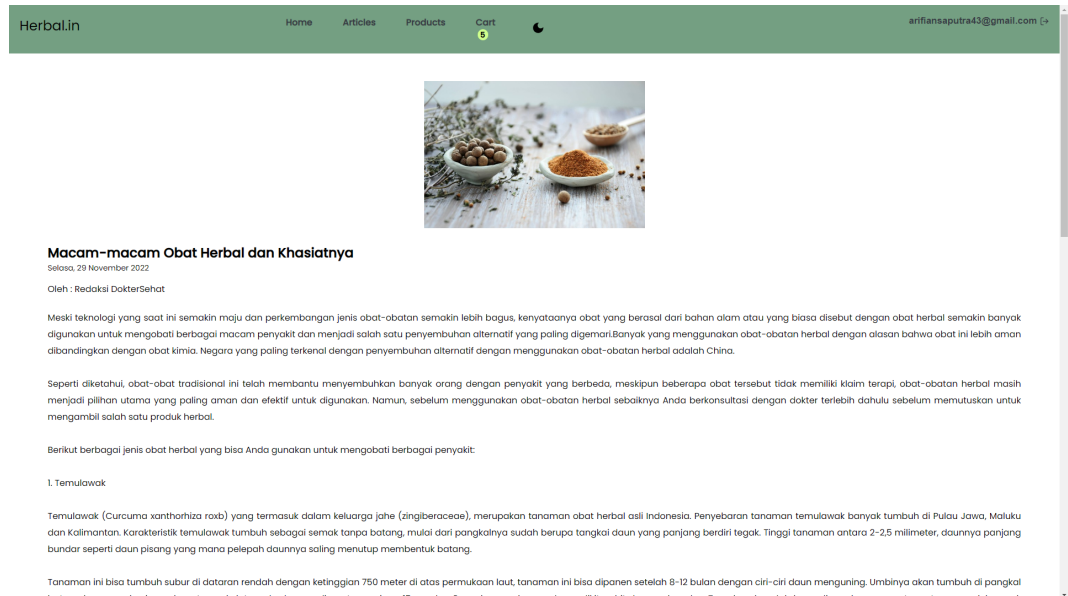 Herbal.in
Home Articles Products Cart
5
arifiansaputra43@gmail.com
Macam-macam Obat Herbal dan Khasiatnya
Selasa, 29 November 2022
Oleh : Redaksi DokterSehat
Meski teknologi yang saat ini semakin maju dan perkembangan jenis obat-obatan semakin lebih bagus, kenyataanya obat yang berasal dari bahan alam atau yang biasa disebut dengan obat herbal semakin banyak
digunakan untuk mengobati berbagai macam penyakit dan menjadi salah satu penyembuhan alternatif yang paling digemari.Banyak yang menggunakan obat-obatan herbal dengan alasan bahwa obat ini lebih aman
dibandingkan dengan obat kimia. Negara yang paling terkenal dengan penyembuhan alternatif dengan menggunakan obat-obatan herbal adalah China.
Seperti diketahui, obat-obat tradisional ini telah membantu menyembuhkan banyak orang dengan penyakit yang berbeda, meskipun beberapa obat tersebut tidak memiliki klaim terapi, obat-obatan herbal masih
menjadi pilihan utama yang paling aman dan efektif untuk digunakan. Namun, sebelum menggunakan obat-obatan herbal sebaiknya Anda berkonsultasi dengan dokter terlebih dahulu sebelum memutuskan untuk
mengambil salah satu produk herbal.
Berikut berbagai jenis obat herbal yang bisa Anda gunakan untuk mengobati berbagai penyakit:
1. Temulawak
Temulawak (Curcuma xanthorhiza roxb) yang termasuk dalam keluarga jahe (zingiberaceae), merupakan tanaman obat herbal asli Indonesia. Penyebaran tanaman temulawak banyak tumbuh di Pulau Jawa, Maluku
dan Kalimantan. Karakteristik temulawak tumbuh sebagai semak tanpa batang, mulai dari pangkalnya sudah berupa tangkai daun yang panjang berdiri tegak. Tinggi tanaman antara 2-2,5 milimeter, daunnya panjang
bundar seperti daun pisang yang mana pelepah daunnya saling menutup membentuk batang.
Tanaman ini bisa tumbuh subur di dataran rendah dengan ketinggian 750 meter di atas permukaan laut, tanaman ini bisa dipanen setelah 8-12 bulan dengan ciri-ciri daun menguning. Umbinya akan tumbuh di pangkal